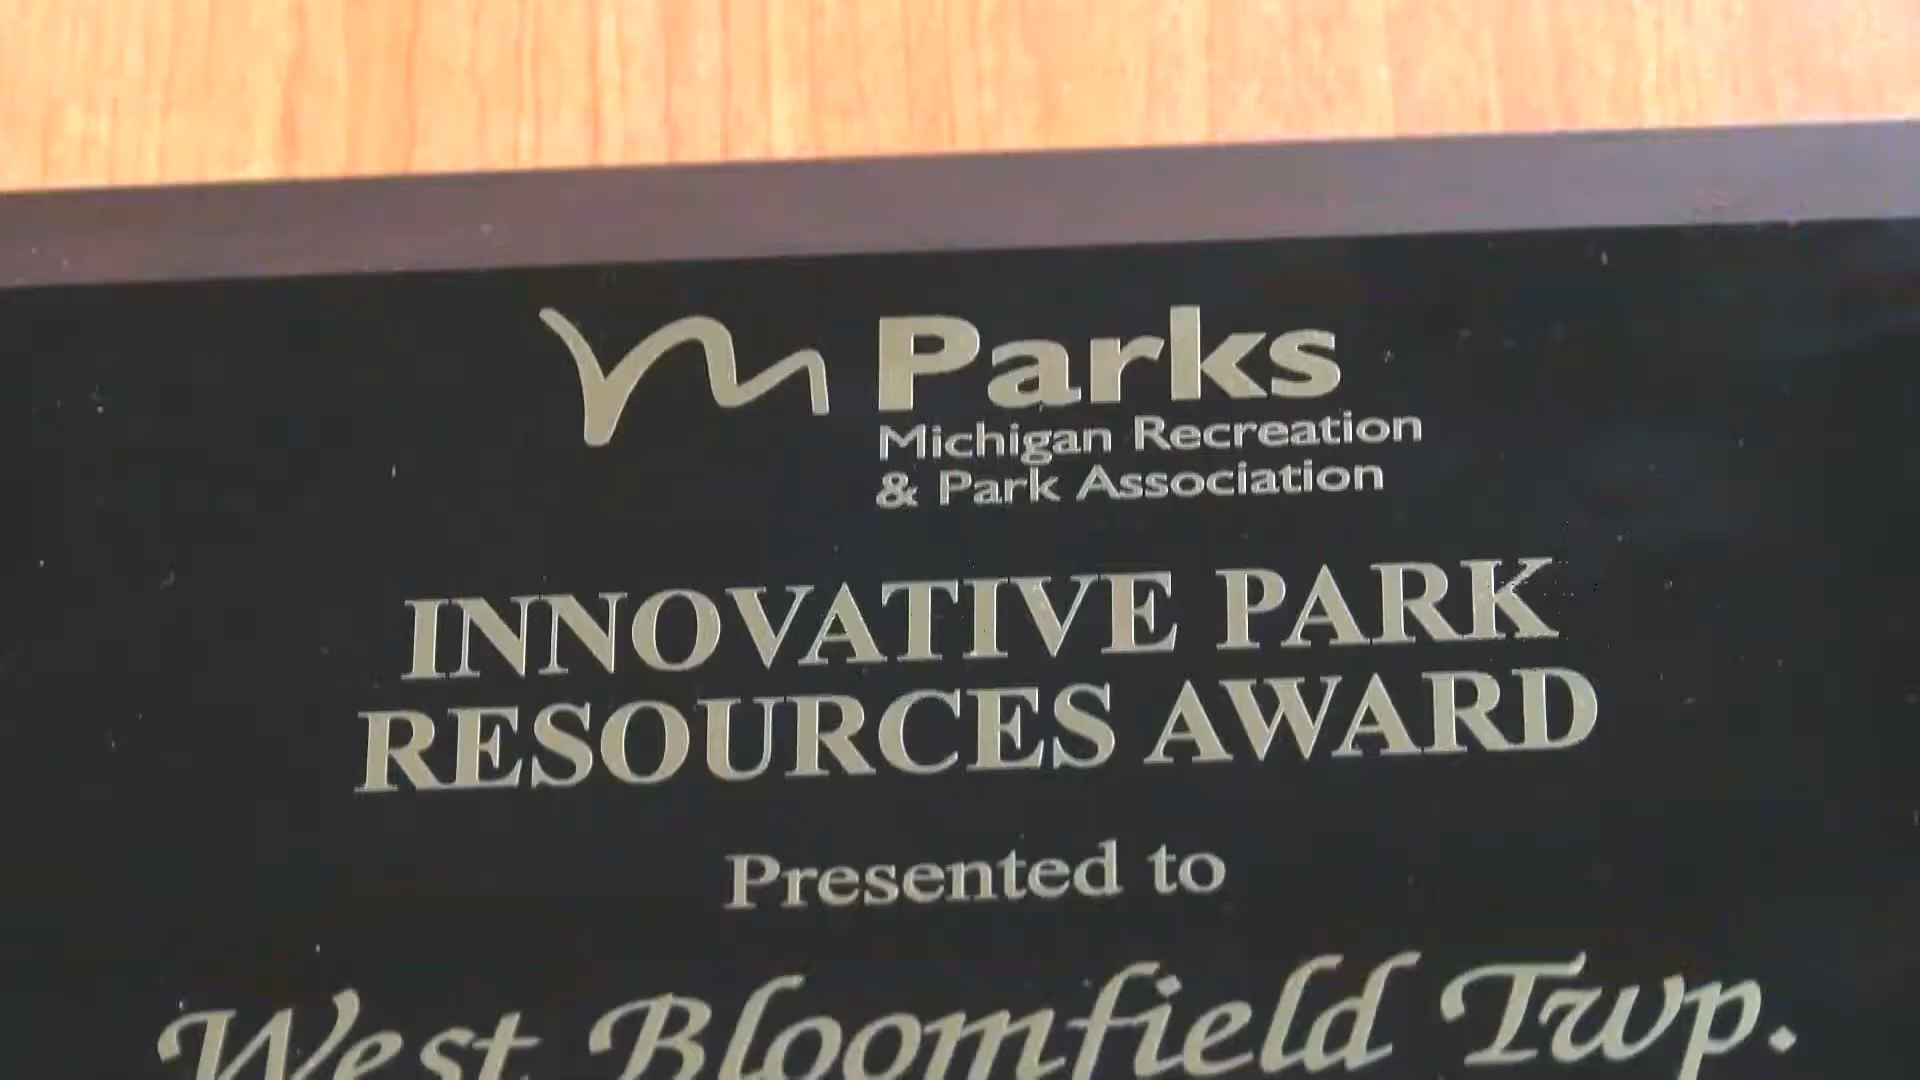 m Parks
Michigan Recreation
& Park Association
INNOVATIVE PARK
RESOURCES AWARD
Presented to
West Bloomfield Twp.